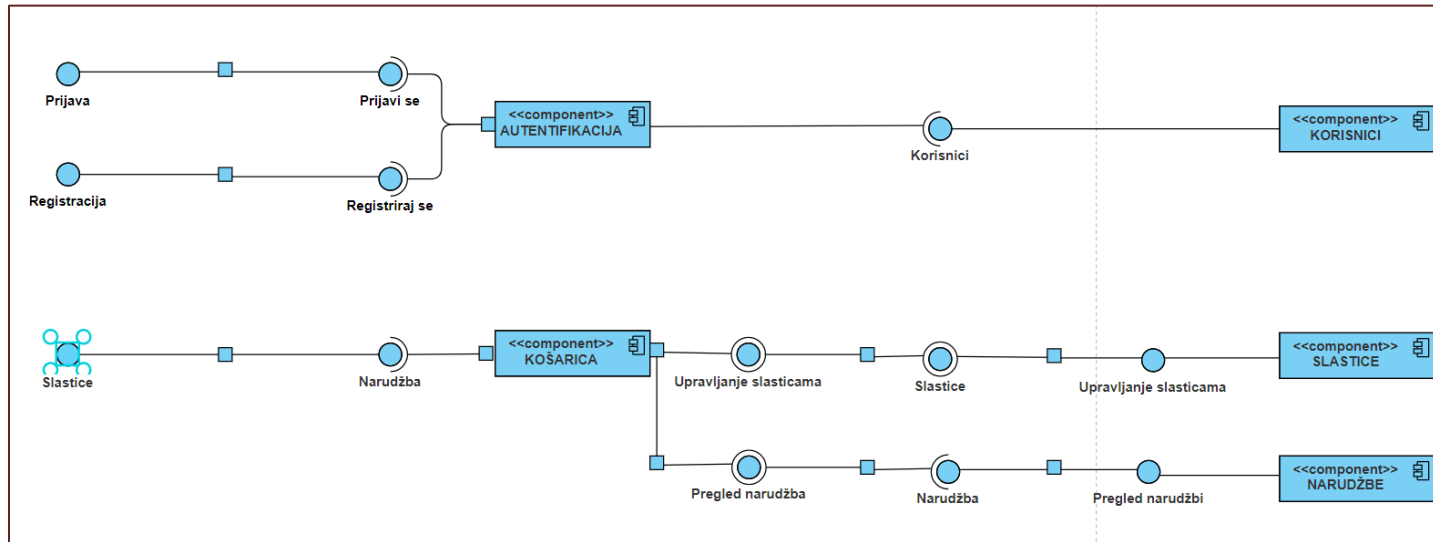 Prijava
Prijavi se
<<component>>
AUTENTIFIKACIJA
Korisnici
<<component>>
KORISNICI
Registracija
Registriraj se
Slastice
Narudžba
<<component>>
KOŠARICA
Upravljanje slasticama
Slastice
Upravljanje slasticama
<<component>>
SLASTICE
Pregled narudžba
Narudžba
Pregled narudžbi
<<component>>
NARUDŽBE